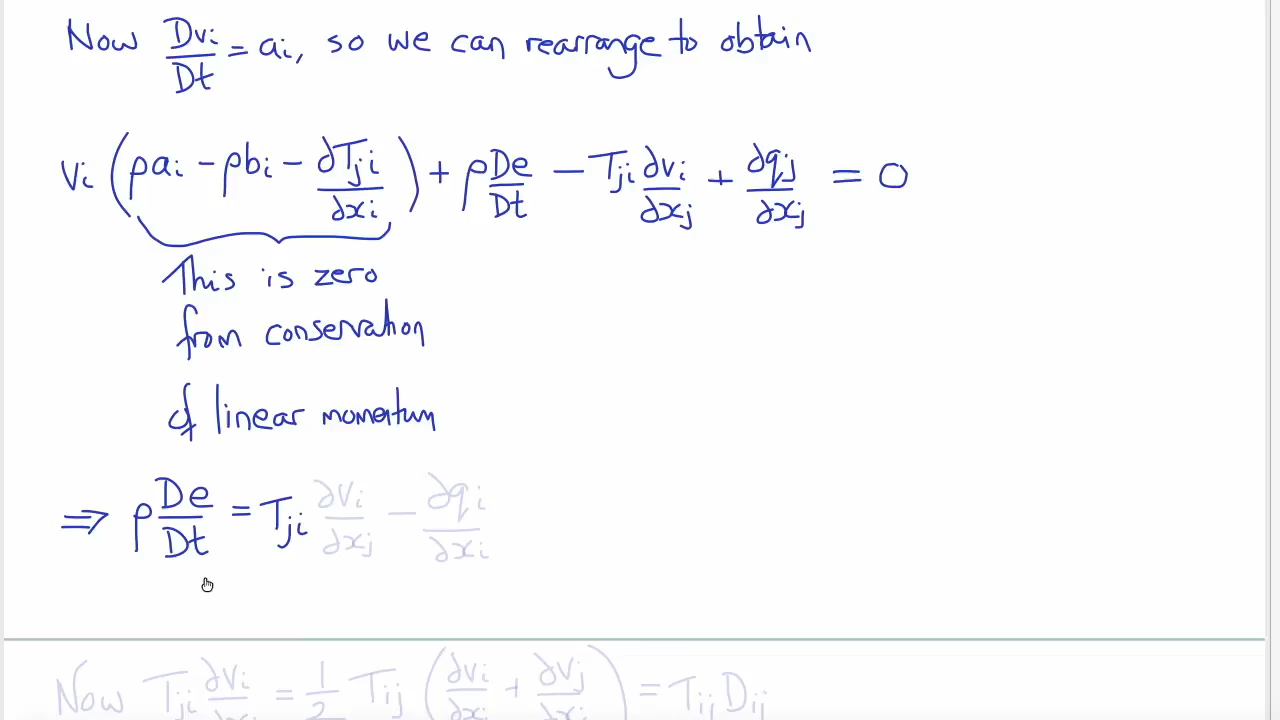 Now Dvi/Dt = ai, so we can rearrange to obtain
vi (ρai − ρbi − ∂Tji/∂xi) + ρDe/Dt − Tji ∂vi/∂xj + ∂qj/∂xj = 0
This is zero
from conservation
of linear momentum
⇒ ρDe/Dt = Tji ∂vi/∂xj − ∂qi/∂xi
Now Tji ∂vi/∂xj = 1/2 Tij (∂vi/∂xj + ∂vj/∂xi) = Tij Dij